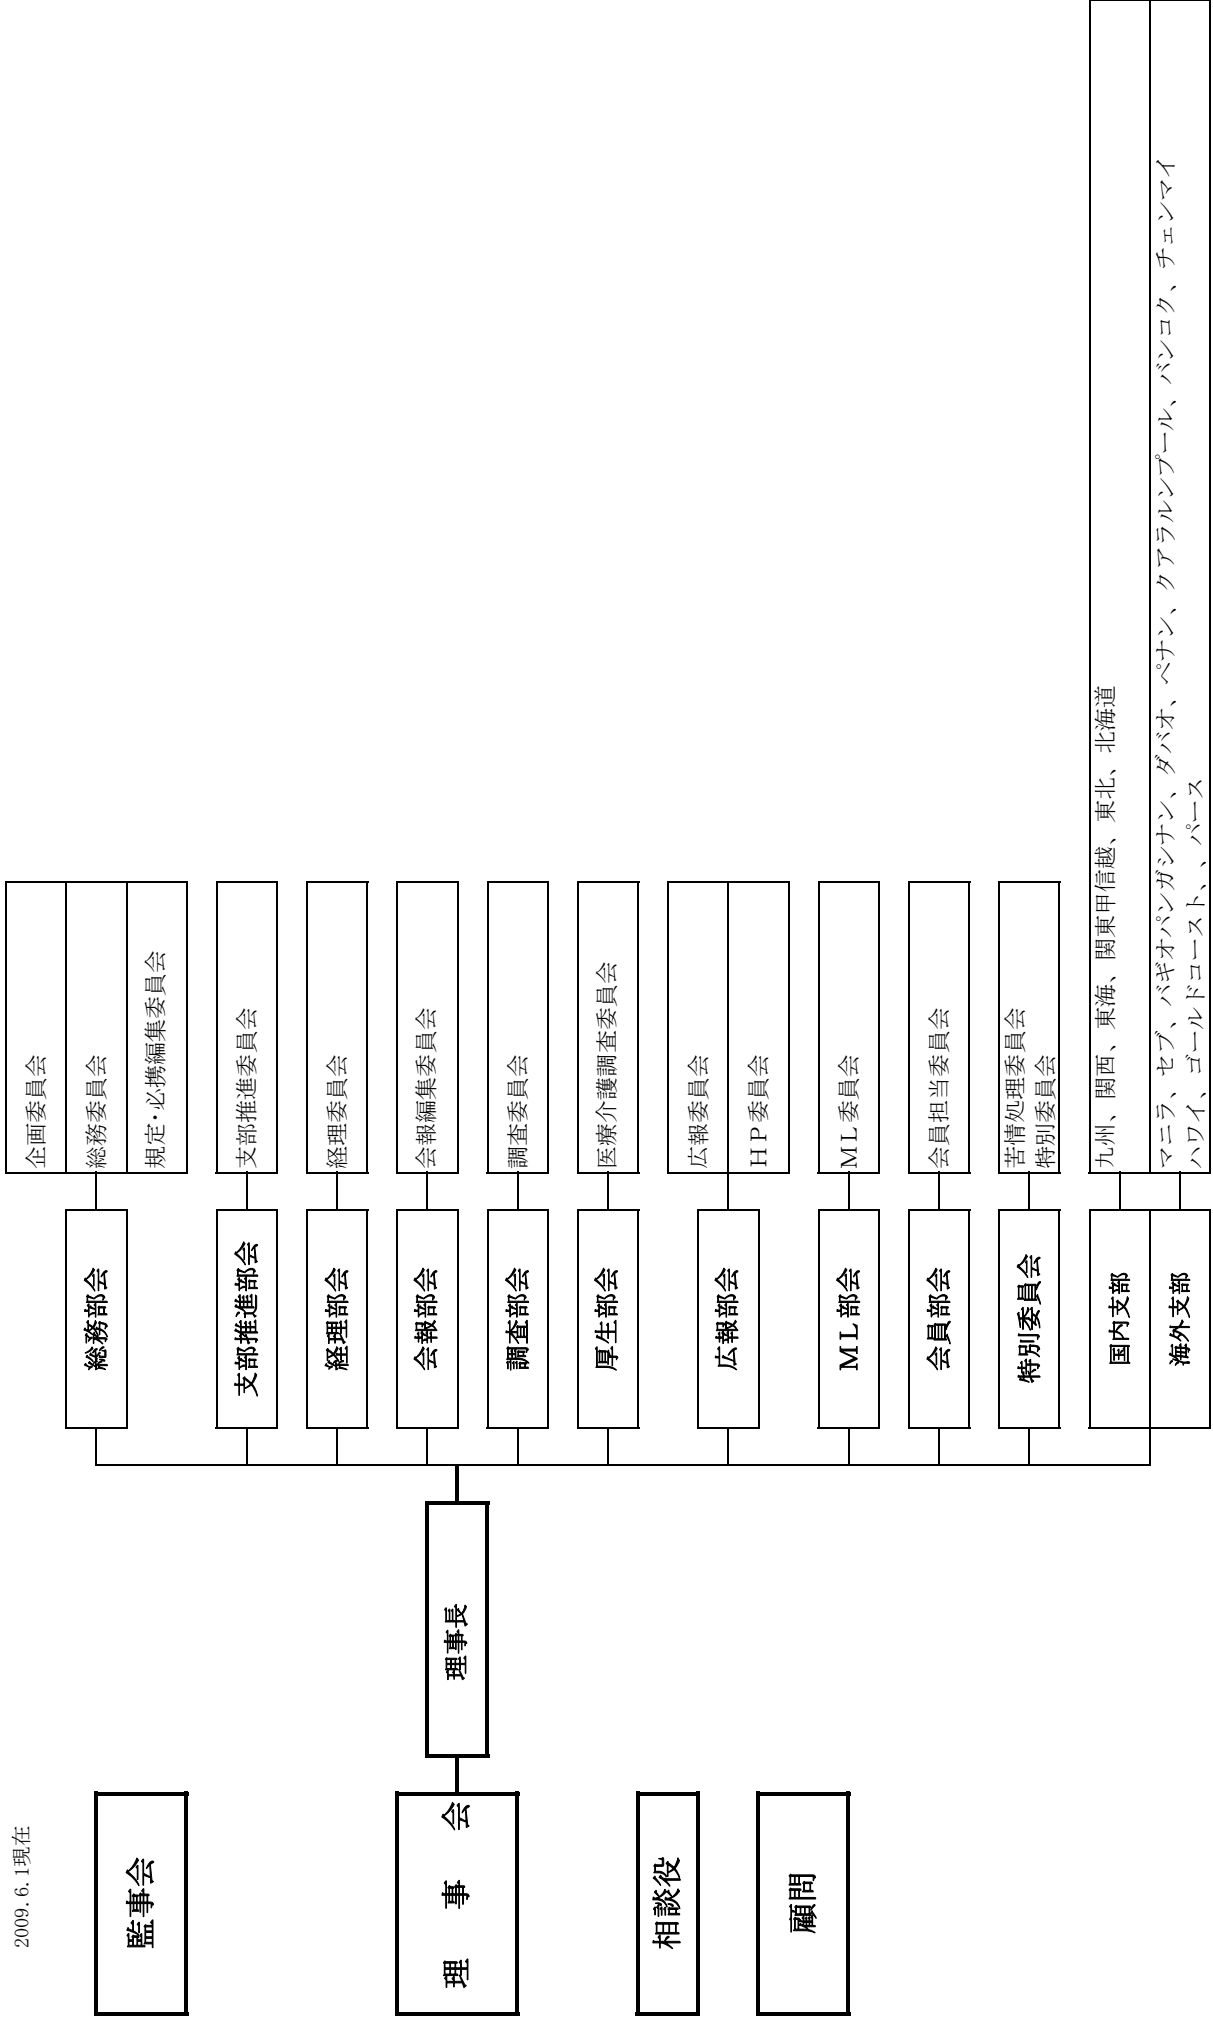 2009.6.1現在
監事会
理 事 会
相談役
顧問
理事長
総務部会
企画委員会
総務委員会
規定・必携編集委員会
支部推進部会
支部推進委員会
経理部会
経理委員会
会報部会
会報編集委員会
調査部会
調査委員会
厚生部会
医療介護調査委員会
広報部会
広報委員会
HP委員会
ML部会
ML委員会
会員部会
会員担当委員会
特別委員会
苦情処理委員会
特別委員会
国内支部
九州、関西、東海、関東甲信越、東北、北海道
海外支部
マニラ、セブ、バギオパンガシナン、ダバオ、ペナン、クアラルンプール、バンコク、チェンマイ
ハワイ、ゴールドコースト、、パース